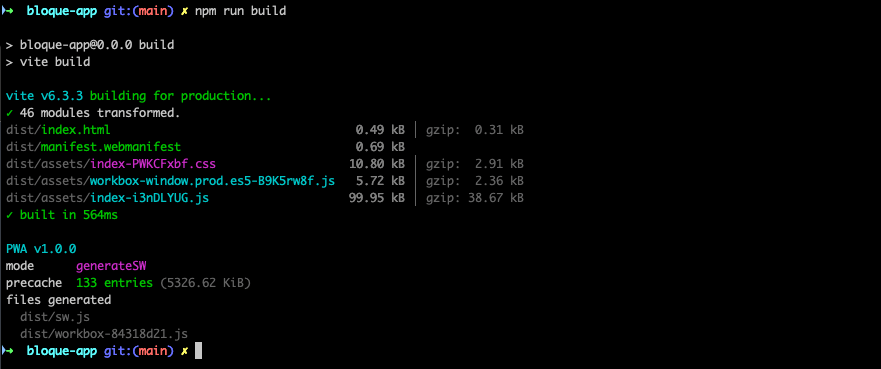 ➜ bloque-app git:(main) ✗ npm run build
> bloque-app@0.0.0 build
> vite build
vite v6.3.3 building for production...
✓ 46 modules transformed.
dist/index.html 0.49 kB │ gzip: 0.31 kB
dist/manifest.webmanifest 0.69 kB
dist/assets/index-PWKCFxbf.css 10.80 kB │ gzip: 2.91 kB
dist/assets/workbox-window.prod.es5-B9K5rw8f.js 5.72 kB │ gzip: 2.36 kB
dist/assets/index-i3nDLYUG.js 99.95 kB │ gzip: 38.67 kB
✓ built in 564ms
PWA v1.0.0
mode generateSW
precache 133 entries (5326.62 KiB)
files generated
dist/sw.js
dist/workbox-84318d21.js
➜ bloque-app git:(main) ✗